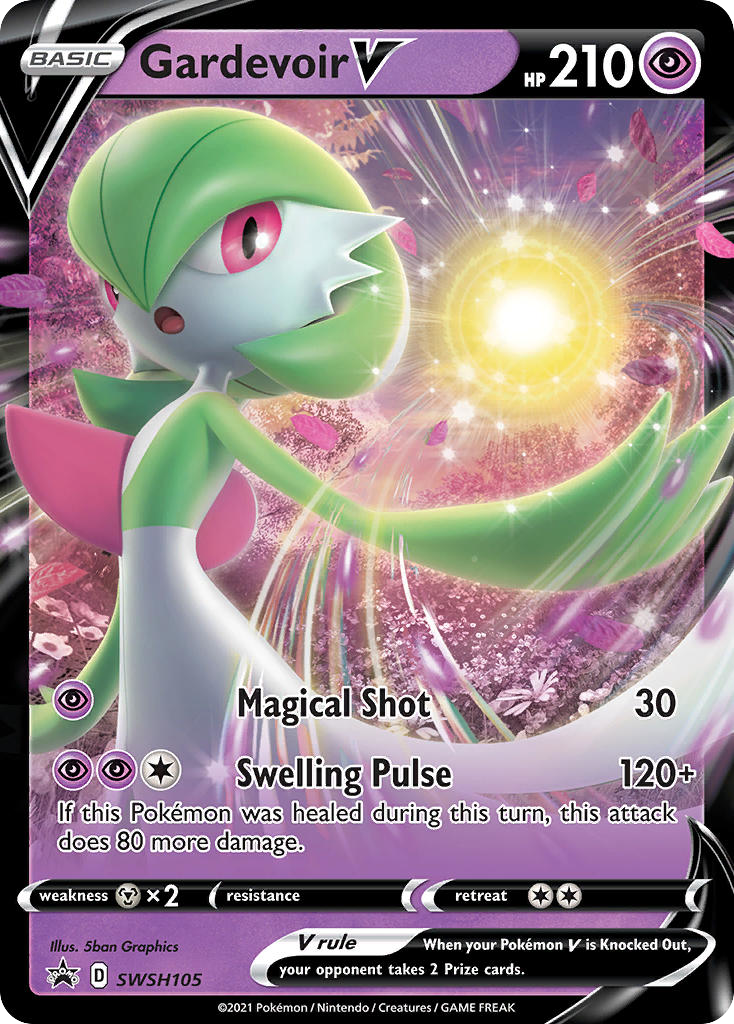 BASIC
Gardevoir V
HP 210
Magical Shot 30
Swelling Pulse 120+
If this Pokémon was healed during this turn, this attack
does 80 more damage.
weakness ×2 resistance retreat
Illus. 5ban Graphics
V rule
When your Pokémon V is Knocked Out,
your opponent takes 2 Prize cards.
PROMO D SWSH105
©2021 Pokémon / Nintendo / Creatures / GAME FREAK